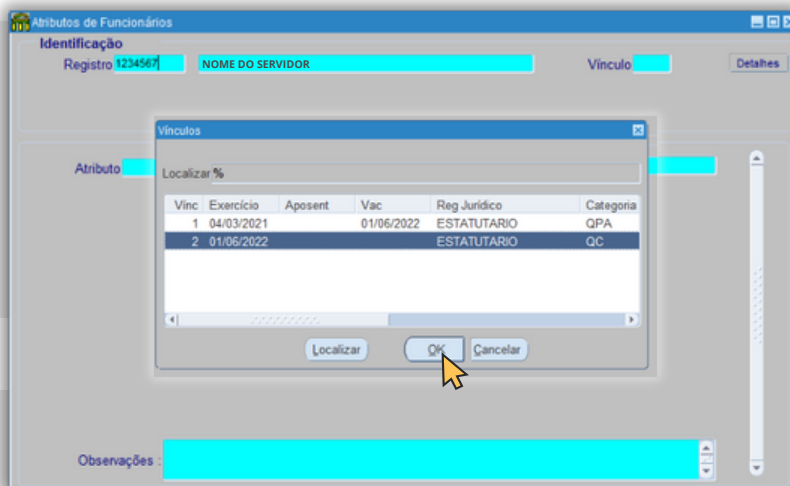 Atributos de Funcionários
Identificação
Registro 1234567 NOME DO SERVIDOR Vínculo Detalhes
Vínculos
Atributo
Localizar %
Vinc Exercício Aposent Vac Reg Jurídico Categoria
1 04/03/2021 01/06/2022 ESTATUTARIO QPA
2 01/06/2022 ESTATUTARIO QC
Localizar OK Cancelar
Observações :